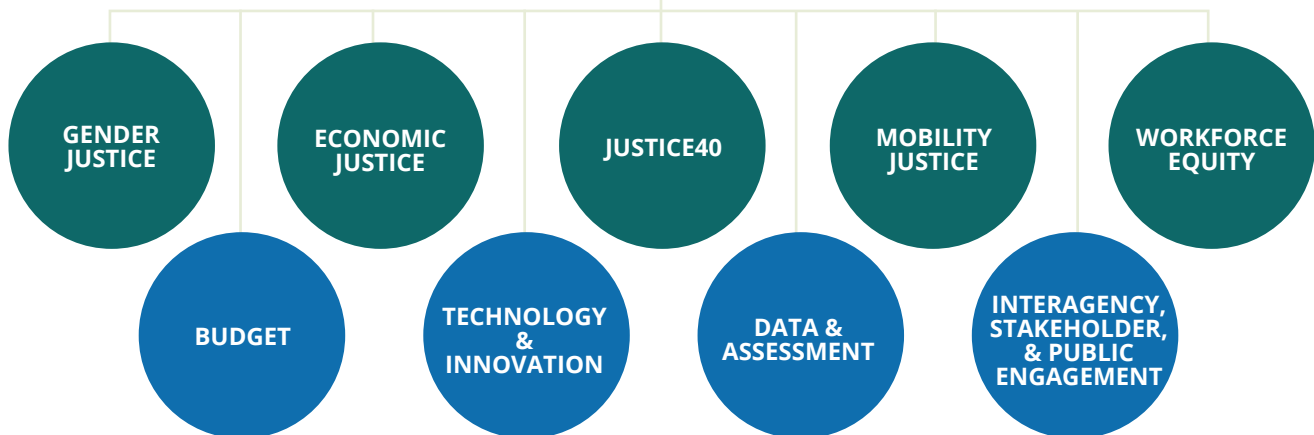 GENDER
JUSTICE
ECONOMIC
JUSTICE
JUSTICE40
MOBILITY
JUSTICE
WORKFORCE
EQUITY
BUDGET
TECHNOLOGY
&
INNOVATION
DATA &
ASSESSMENT
INTERAGENCY,
STAKEHOLDER,
& PUBLIC
ENGAGEMENT